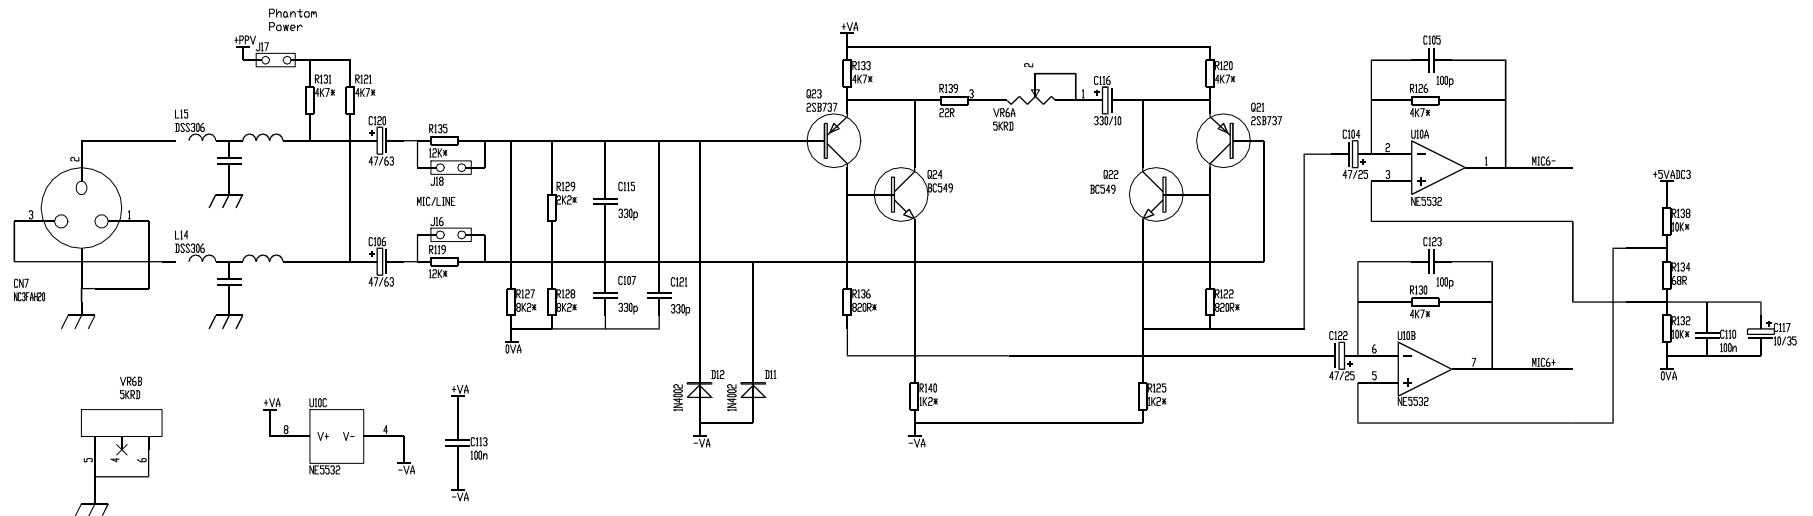 Phantom
Power
+PPV
J17
R131
4K7*
R121
4K7*
L15
DSS306
2
3
1
CN7
NC3FAH20
L14
DSS306
C120
+
47/63
R135
12K*
J18
MIC/LINE
J16
C106
+
47/63
R119
12K*
R129
2K2*
C115
330p
R127
8K2*
R128
8K2*
C107
330p
C121
330p
0VA
D12
1N4002
D11
1N4002
-VA
+VA
R133
4K7*
Q23
2SB737
R139
22R
3
2
1
VR6A
5KRD
C116
+
330/10
R120
4K7*
Q21
2SB737
Q24
BC549
Q22
BC549
R136
820R*
R122
820R*
R140
1K2*
R125
1K2*
-VA
C105
100p
R126
4K7*
C104
+
47/25
U10A
2
-
3
+
1
NE5532
MIC6-
C123
100p
R130
4K7*
C122
+
47/25
U10B
6
-
5
+
7
NE5532
MIC6+
+5VADC3
R138
10K*
R134
68R
R132
10K*
C110
100n
C117
+
10/35
0VA
VR6B
5KRD
5
4
6
+VA
U10C
8
V+
V-
4
NE5532
-VA
+VA
C113
100n
-VA